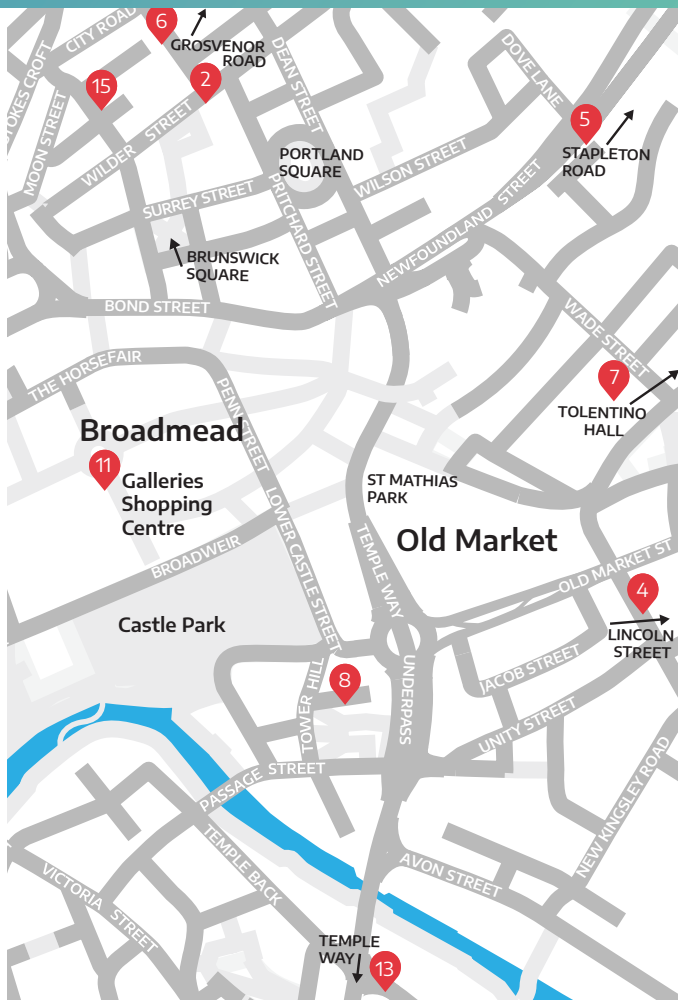 6
CITY ROAD
GROSVENOR
ROAD
DEAN STREET
DOVE LANE
15
2
5
MOON STREET
WILDER STREET
PORTLAND
SQUARE
WILSON STREET
STAPLETON
ROAD
SURREY STREET
PRITCHARD STREET
NEWFOUNDLAND STREET
BRUNSWICK
SQUARE
BOND STREET
WADE STREET
THE HORSEFAIR
PENN STREET
7
TOLENTINO
HALL
Broadmead
11
Galleries
Shopping
Centre
ST MATHIAS
PARK
LOWER CASTLE STREET
TEMPLE WAY
Old Market
BROADWEIR
OLD MARKET ST
4
Castle Park
LINCOLN
STREET
JACOB STREET
8
TOWER HILL
UNDERPASS
UNITY STREET
PASSAGE STREET
NEW KINGSLEY ROAD
TEMPLE BACK
AVON STREET
VICTORIA STREET
TEMPLE
WAY
13